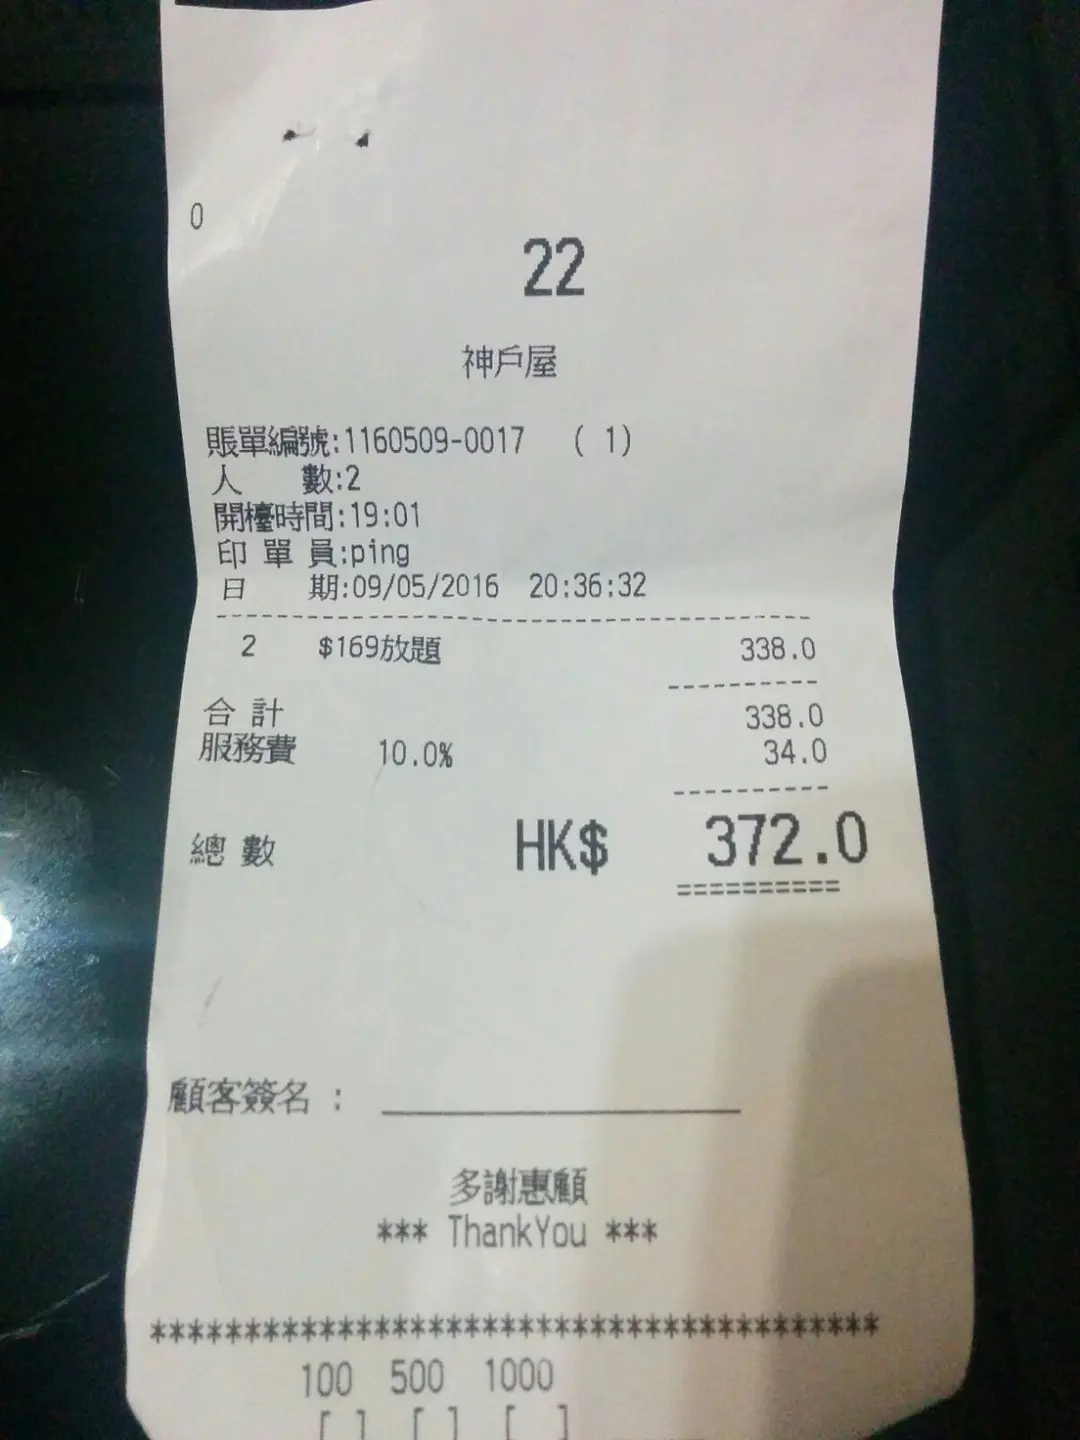 0
22
神戶屋
賬單編號:1160509-0017 ( 1)
人 數:2
開檯時間:19:01
印 單 員:ping
日 期:09/05/2016 20:36:32
--------------------------------------
2 $169放題 338.0
----------
合 計 338.0
服務費 10.0% 34.0
----------
總 數 HK$ 372.0
==========
顧客簽名 : ____________________
多謝惠顧
*** ThankYou ***
****************************************
100 500 1000
[ ] [ ] [ ]